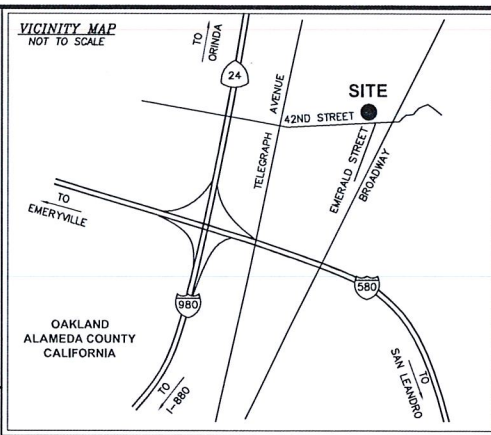 VICINITY MAP
NOT TO SCALE
TO
ORINDA
24
TELEGRAPH AVENUE
SITE
42ND STREET
EMERALD STREET
BROADWAY
TO
EMERYVILLE
980
580
OAKLAND
ALAMEDA COUNTY
CALIFORNIA
TO
I-880
TO
SAN LEANDRO